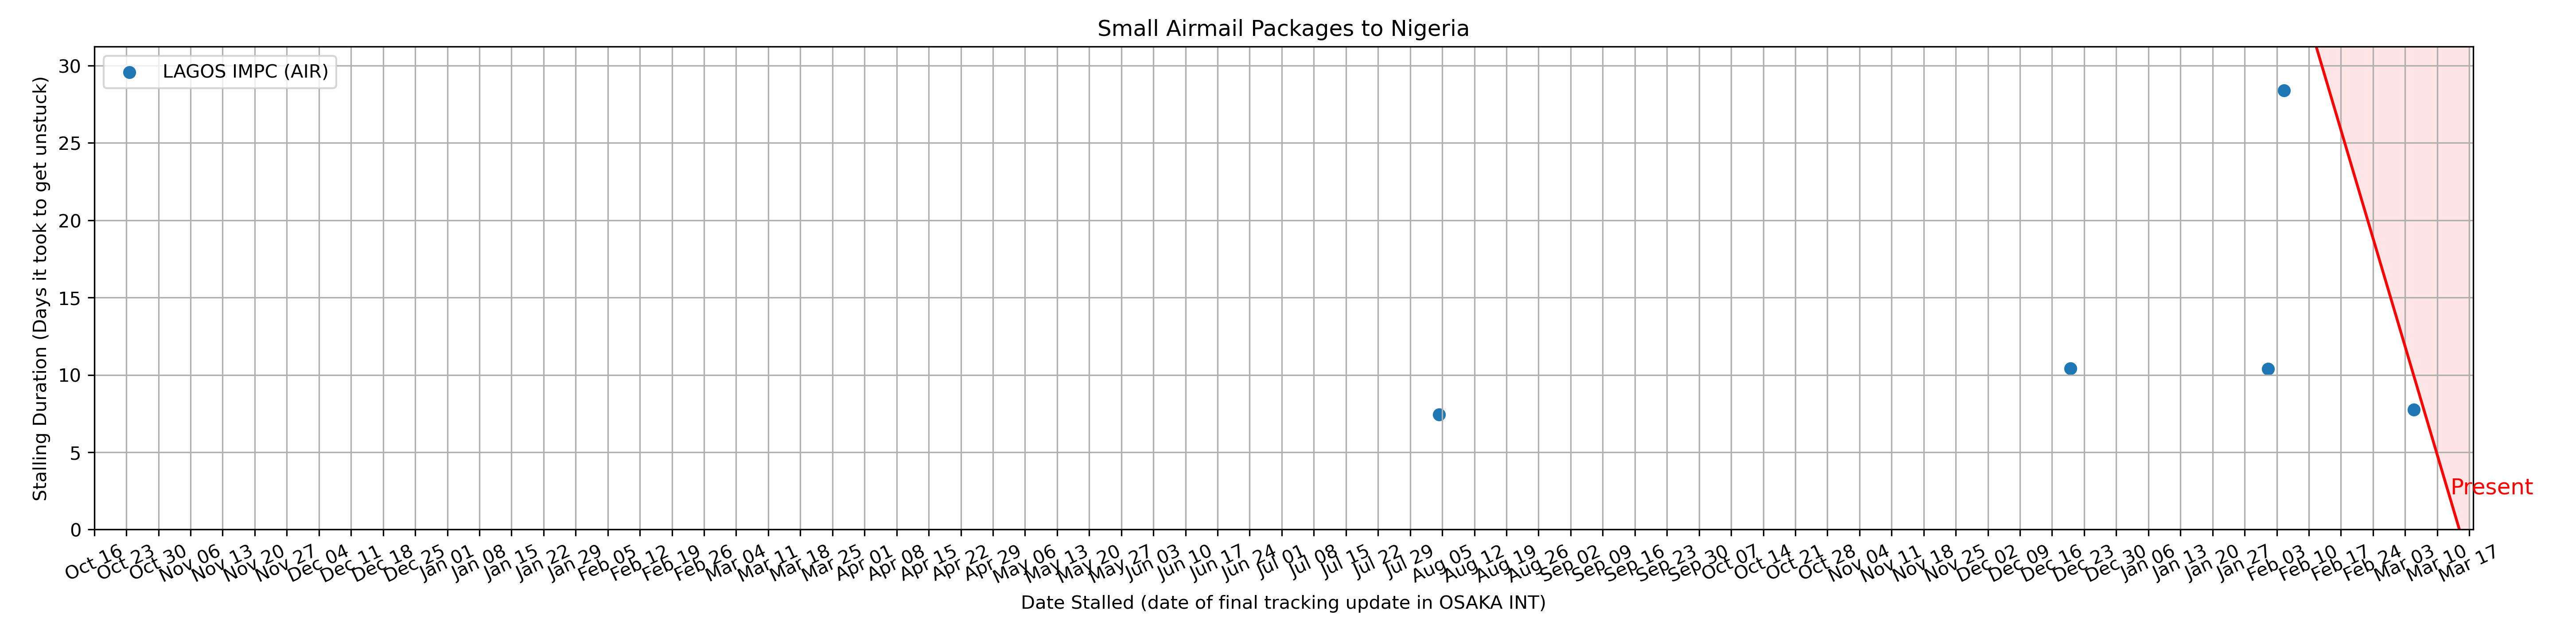 Small Airmail Packages to Nigeria
LAGOS IMPC (AIR)
Stalling Duration (Days it took to get unstuck)
30
25
20
15
10
5
0
Present
Oct 16 Oct 23 Oct 30 Nov 06 Nov 13 Nov 20 Nov 27 Dec 04 Dec 11 Dec 18 Dec 25 Jan 01 Jan 08 Jan 15 Jan 22 Jan 29 Feb 05 Feb 12 Feb 19 Feb 26 Mar 04 Mar 11 Mar 18 Mar 25 Apr 01 Apr 08 Apr 15 Apr 22 Apr 29 May 06 May 13 May 20 May 27 Jun 03 Jun 10 Jun 17 Jun 24 Jul 01 Jul 08 Jul 15 Jul 22 Jul 29 Aug 05 Aug 12 Aug 19 Aug 26 Sep 02 Sep 09 Sep 16 Sep 23 Sep 30 Oct 07 Oct 14 Oct 21 Oct 28 Nov 04 Nov 11 Nov 18 Nov 25 Dec 02 Dec 09 Dec 16 Dec 23 Dec 30 Jan 06 Jan 13 Jan 20 Jan 27 Feb 03 Feb 10 Feb 17 Feb 24 Mar 03 Mar 10 Mar 17
Date Stalled (date of final tracking update in OSAKA INT)